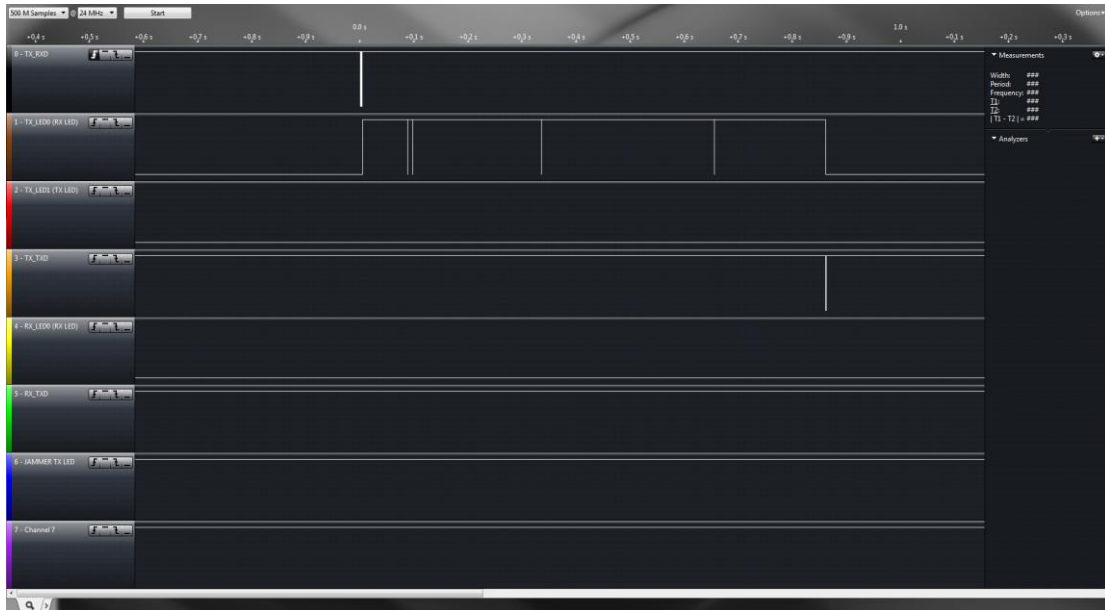 500 M Samples @ 24 MHz Start Options
0.0 s 1.0 s
+0,4 s +0,5 s +0,6 s +0,7 s +0,8 s +0,9 s +0,1 s +0,2 s +0,3 s +0,4 s +0,5 s +0,6 s +0,7 s +0,8 s +0,9 s +0,1 s +0,2 s +0,3 s
0 - TX_RXD
1 - TX_LED0 (RX LED)
2 - TX_LED1 (TX LED)
3 - TX_TXD
4 - RX_LED0 (RX LED)
5 - RX_TXD
6 - JAMMER TX LED
7 - Channel 7
Measurements
Width: ###
Period: ###
Frequency: ###
T1: ###
T2: ###
| T1 - T2 | = ###
Analyzers